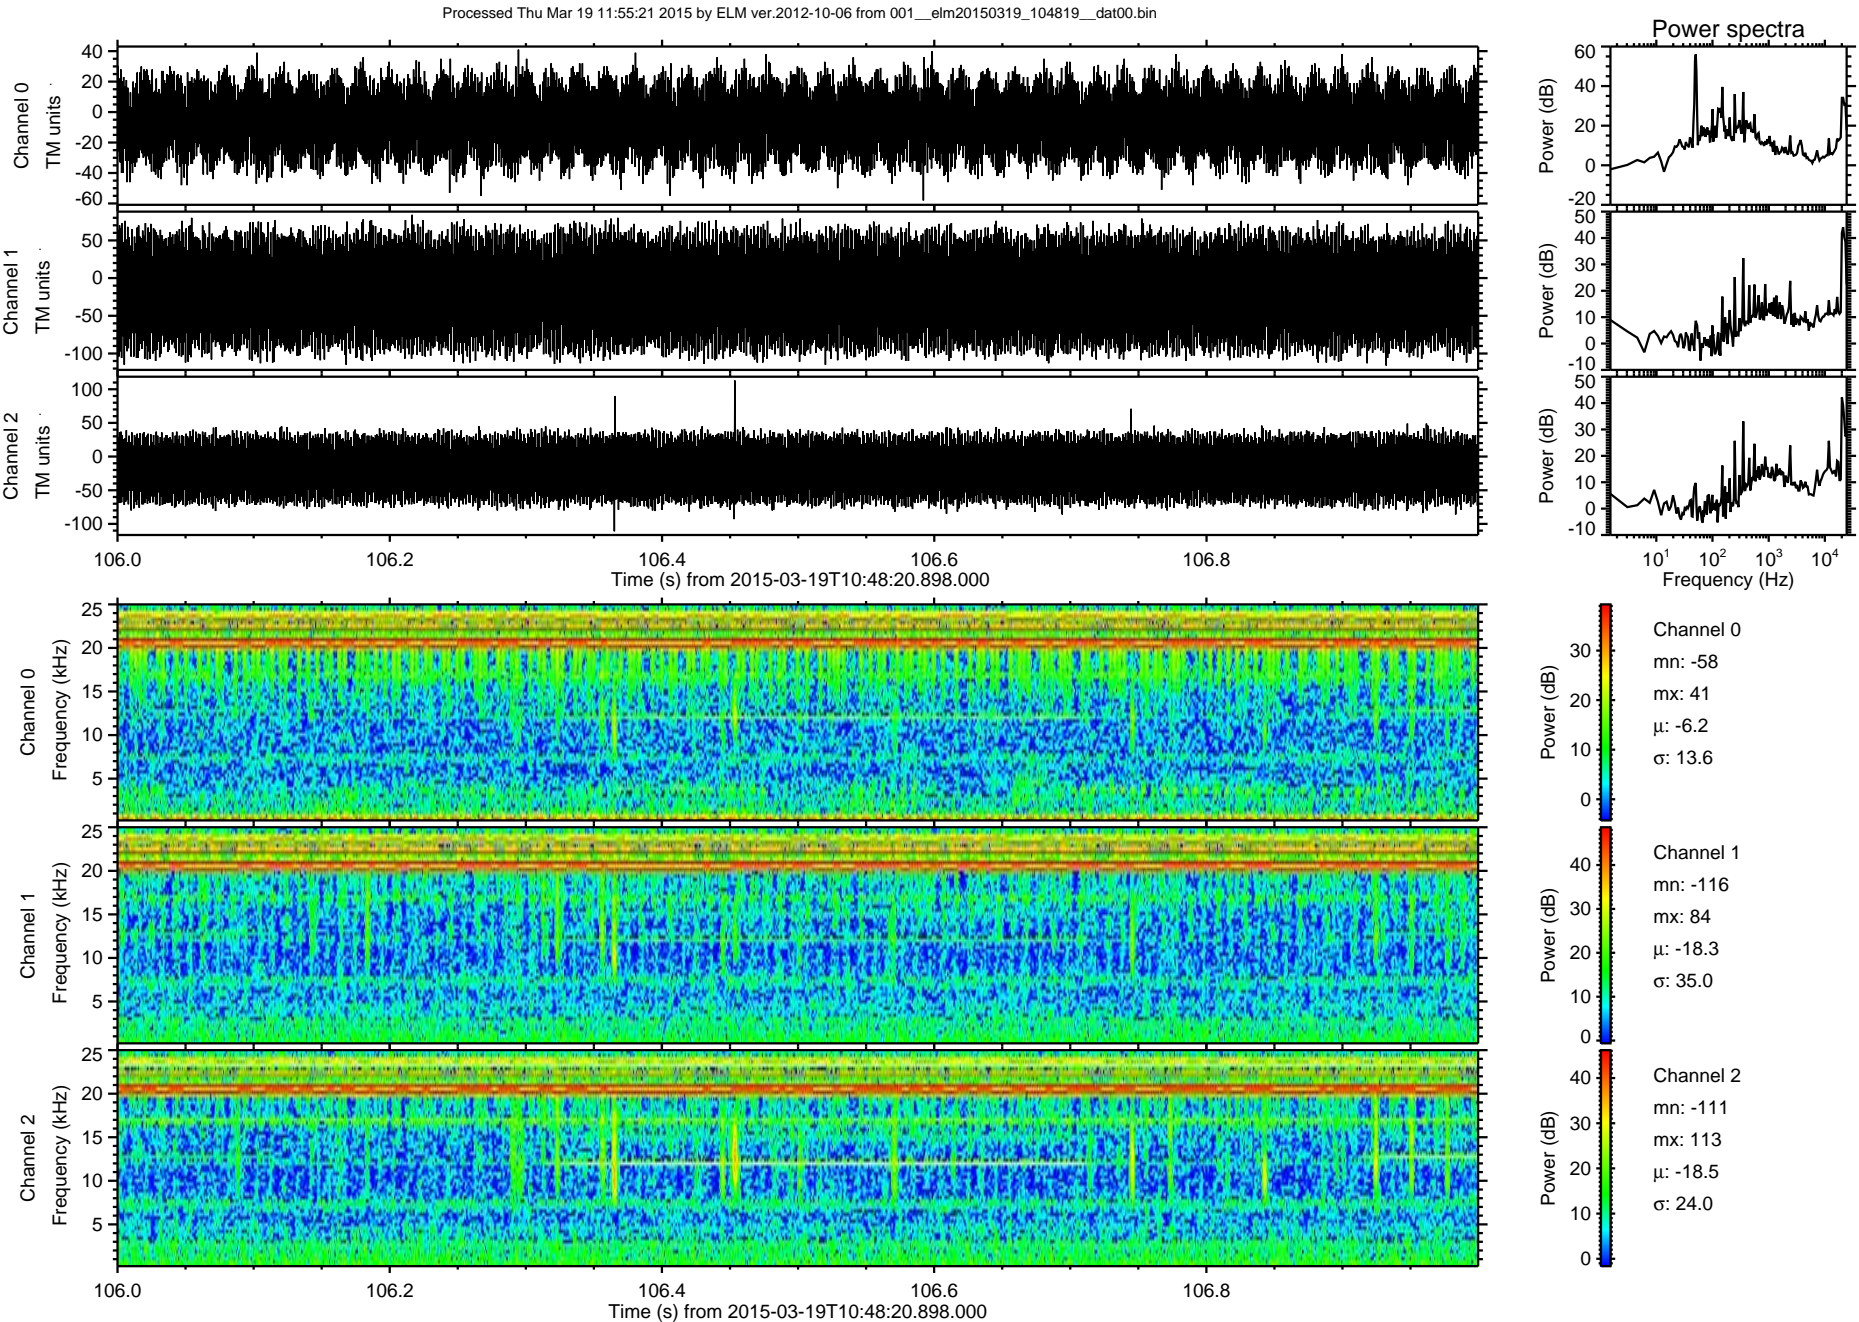 Processed Thu Mar 19 11:55:21 2015 by ELM ver.2012-10-06 from 001__elm20150319_104819__dat00.bin
Power spectra
Channel 0
TM units
40
20
0
-20
-40
-60
Power (dB)
60
40
20
0
-20
Channel 1
TM units
50
0
-50
-100
Power (dB)
50
40
30
20
10
0
-10
Channel 2
TM units
100
50
0
-50
-100
Power (dB)
50
40
30
20
10
0
-10
106.0 106.2 106.4 106.6 106.8
Time (s) from 2015-03-19T10:48:20.898.000
10¹ 10² 10³ 10⁴
Frequency (Hz)
Channel 0
Frequency (kHz)
25
20
15
10
5
Power (dB)
30
20
10
0
Channel 0
mn: -58
mx: 41
μ: -6.2
σ: 13.6
Channel 1
Frequency (kHz)
25
20
15
10
5
Power (dB)
40
30
20
10
0
Channel 1
mn: -116
mx: 84
μ: -18.3
σ: 35.0
Channel 2
Frequency (kHz)
25
20
15
10
5
Power (dB)
40
30
20
10
0
Channel 2
mn: -111
mx: 113
μ: -18.5
σ: 24.0
106.0 106.2 106.4 106.6 106.8
Time (s) from 2015-03-19T10:48:20.898.000